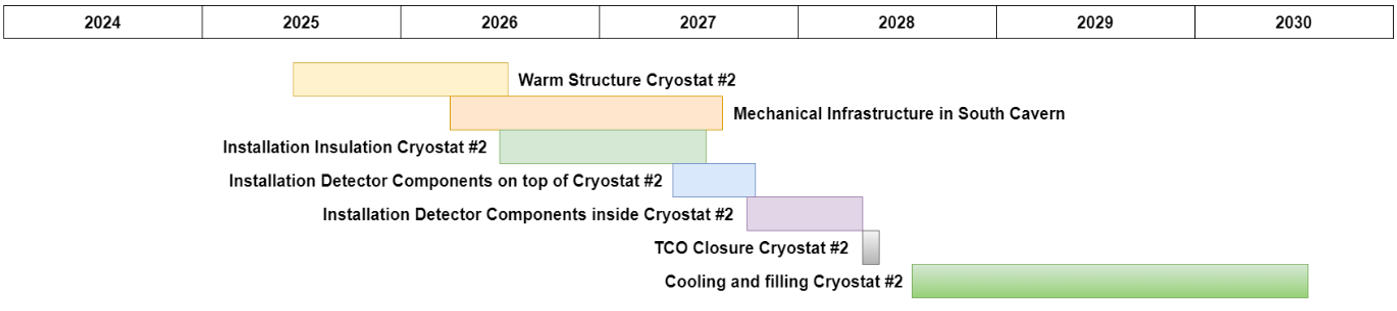 2024 2025 2026 2027 2028 2029 2030
Warm Structure Cryostat #2
Mechanical Infrastructure in South Cavern
Installation Insulation Cryostat #2
Installation Detector Components on top of Cryostat #2
Installation Detector Components inside Cryostat #2
TCO Closure Cryostat #2
Cooling and filling Cryostat #2